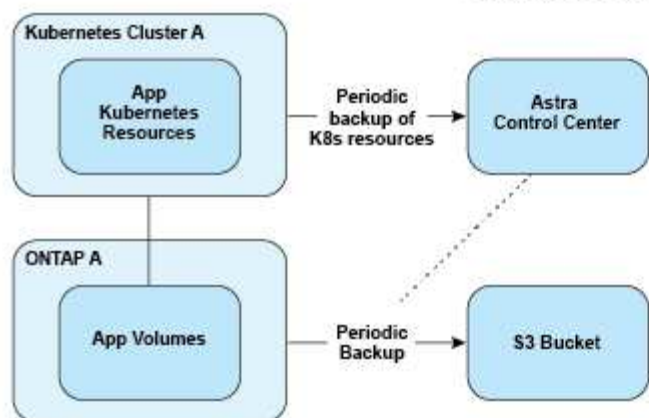 Kubernetes Cluster A
App
Kubernetes
Resources
Periodic
backup of
K8s resources
Astra
Control Center
ONTAP A
App Volumes
Periodic
Backup
S3 Bucket